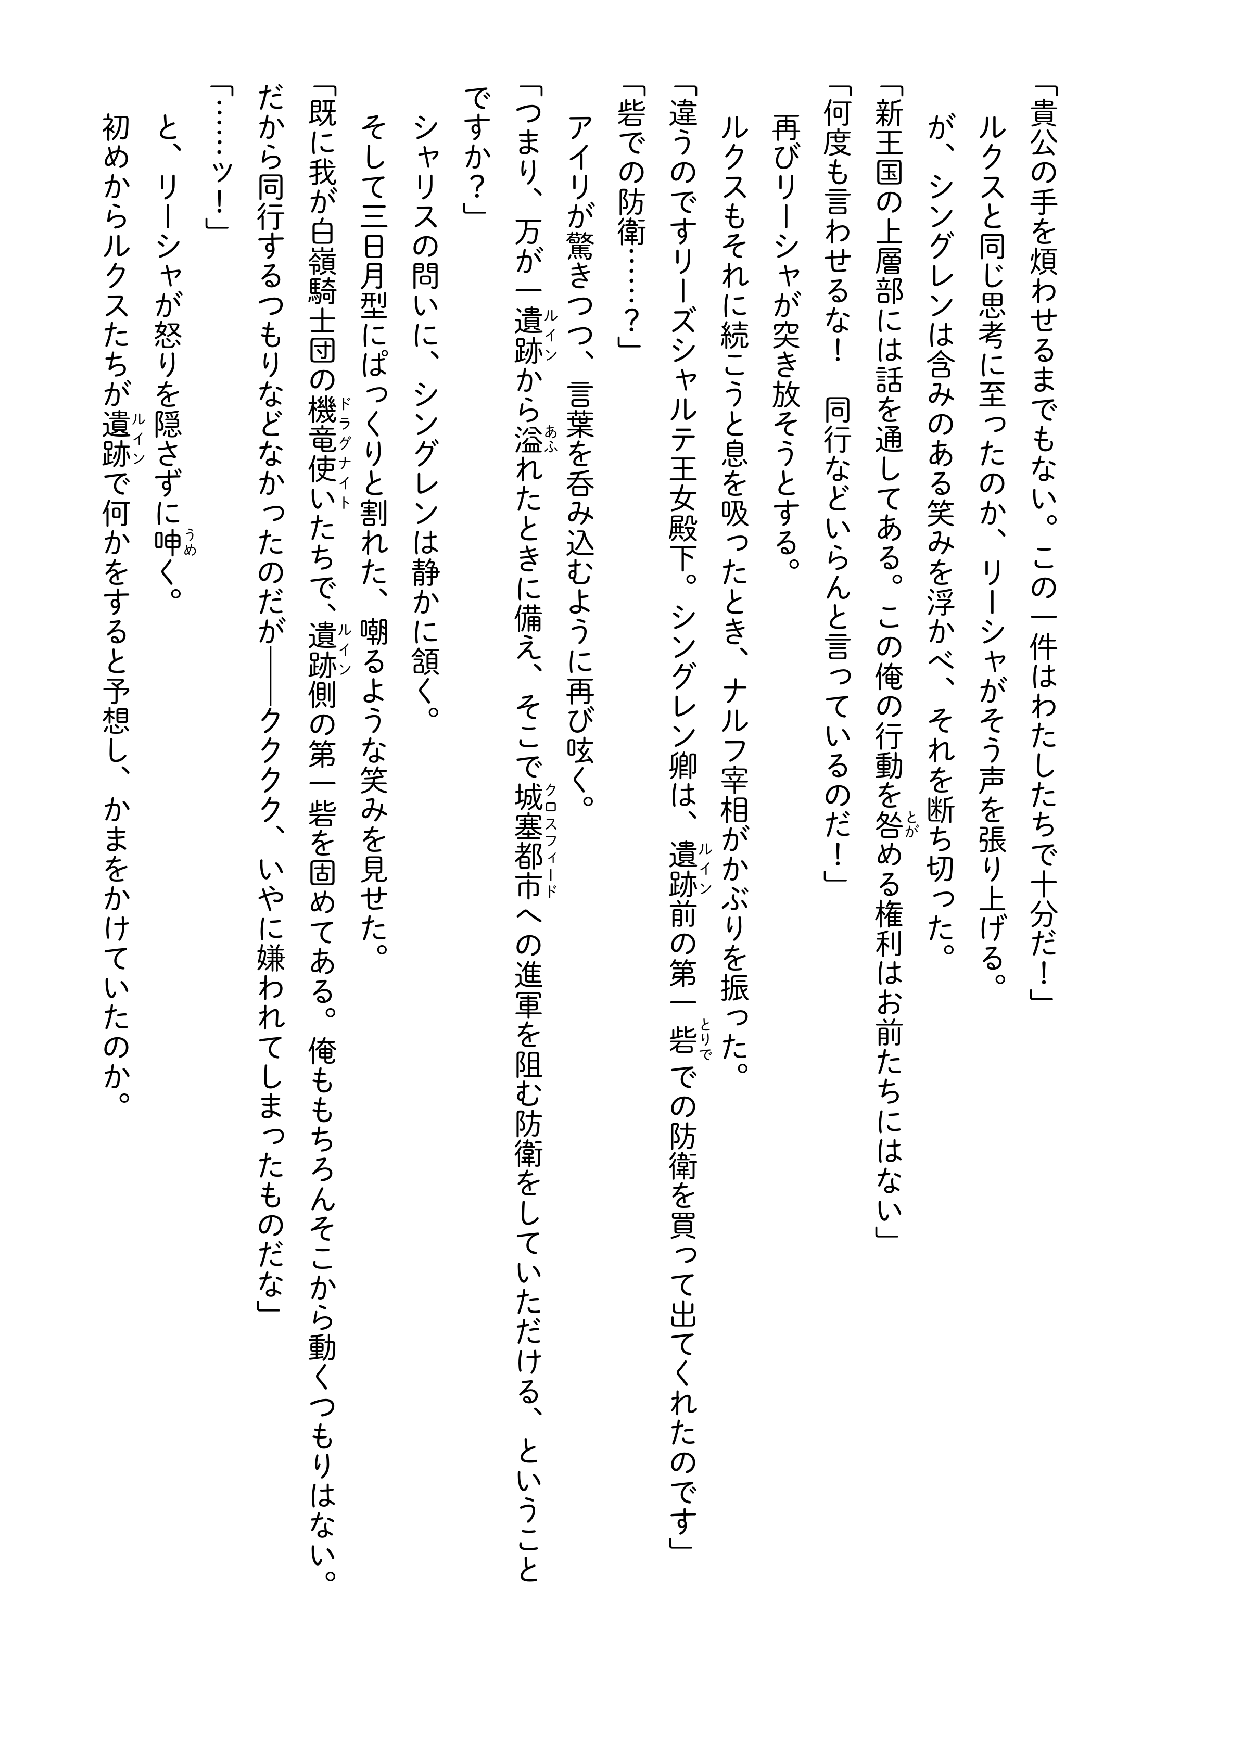 「貴公の手を煩わせるまでもない。この一件はわたしたちで十分だ！」
ルクスと同じ思考に至ったのか、リーシャがそう声を張り上げる。
が、シングレンは含みのある笑みを浮かべ、それを断ち切った。
「新王国の上層部には話を通してある。この俺の行動を咎める権利はお前たちにはない」
「何度も言わせるな！　同行などいらんと言っているのだ！」
再びリーシャが突き放そうとする。
ルクスもそれに続こうと息を吸ったとき、ナルフ宰相がかぶりを振った。
「違うのですリーズシャルテ王女殿下。シングレン卿は、遺跡前の第一砦での防衛を買って出てくれたのです」
「砦での防衛……？」
アイリが驚きつつ、言葉を呑み込むように再び呟く。
「つまり、万が一遺跡から溢れたときに備え、そこで城塞都市への進軍を阻む防衛をしていただける、ということ
ですか？」
シャリスの問いに、シングレンは静かに頷く。
そして三日月型にぱっくりと割れた、嘲るような笑みを見せた。
「既に我が白嶺騎士団の機竜使いたちで、遺跡側の第一砦を固めてある。俺ももちろんそこから動くつもりはない。
だから同行するつもりなどなかったのだが――ククク、いやに嫌われてしまったものだな」
「……ッ！」
と、リーシャが怒りを隠さずに呻く。
初めからルクスたちが遺跡で何かをすると予想し、かまをかけていたのか。